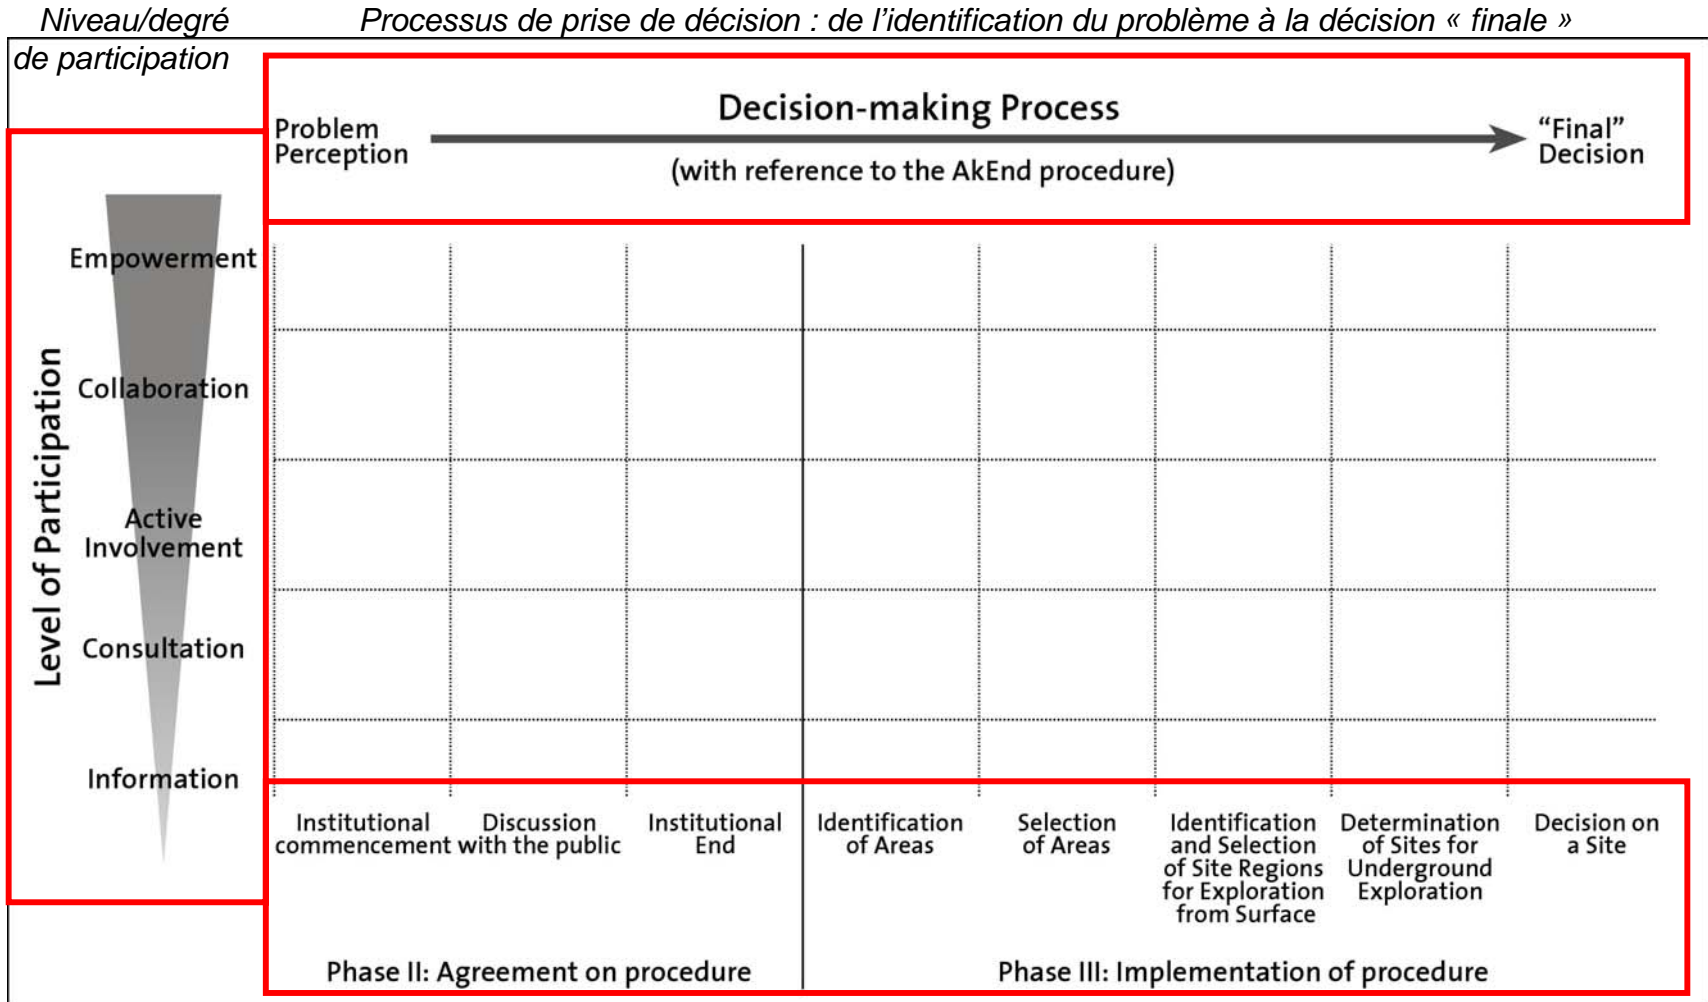 Niveau/degré
de participation
Processus de prise de décision : de l’identification du problème à la décision « finale »
Decision-making Process
Problem
Perception
(with reference to the AkEnd procedure)
“Final”
Decision
Level of Participation
Empowerment
Collaboration
Active
Involvement
Consultation
Information
Institutional
commencement
Discussion
with the public
Institutional
End
Identification
of Areas
Selection
of Areas
Identification
and Selection
of Site Regions
for Exploration
from Surface
Determination
of Sites for
Underground
Exploration
Decision on
a Site
Phase II: Agreement on procedure
Phase III: Implementation of procedure